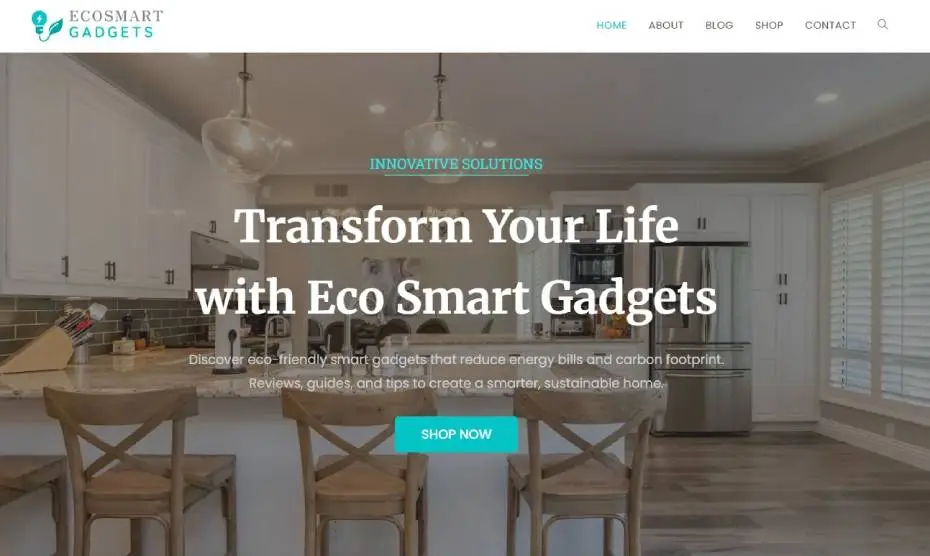 ECOSMART
GADGETS
HOME ABOUT BLOG SHOP CONTACT
INNOVATIVE SOLUTIONS
Transform Your Life
with Eco Smart Gadgets
Discover eco-friendly smart gadgets that reduce energy bills and carbon footprint.
Reviews, guides, and tips to create a smarter, sustainable home.
SHOP NOW